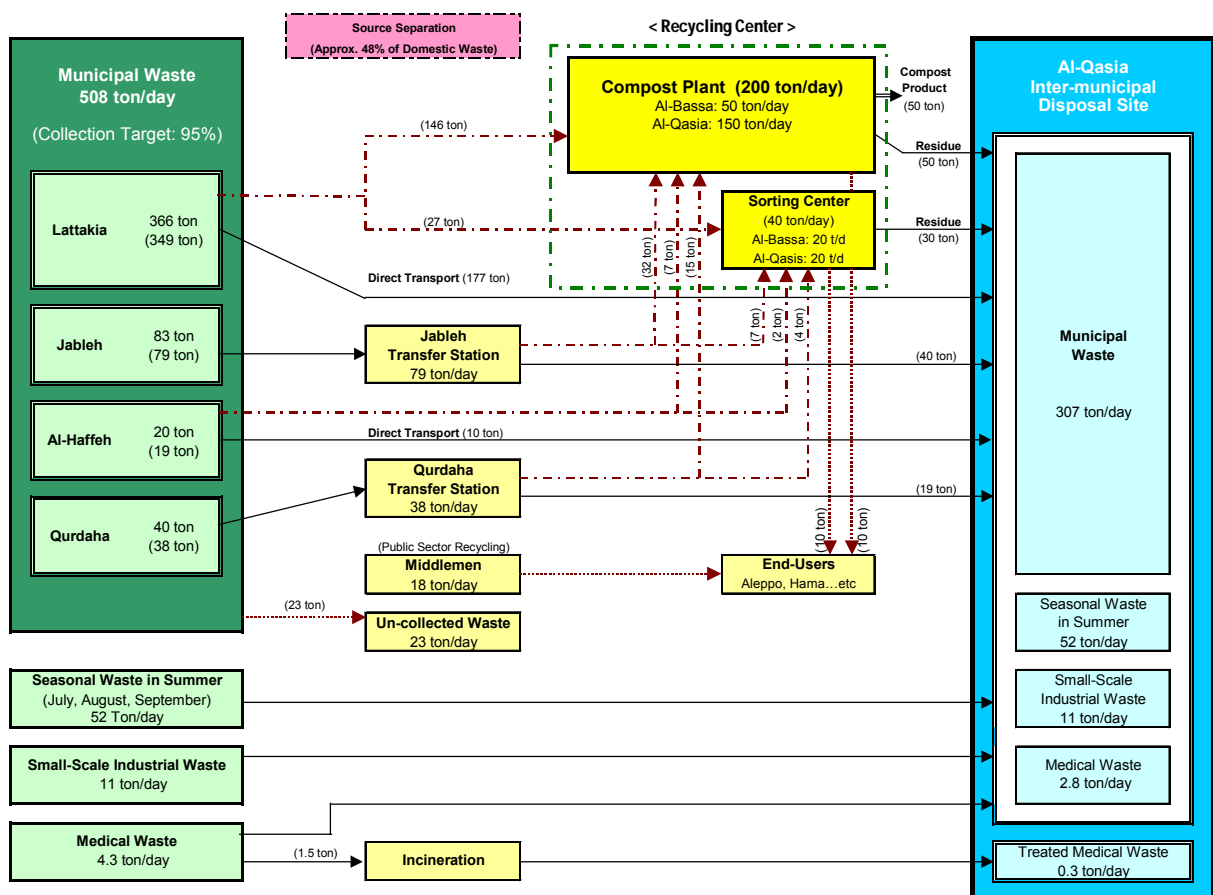 Source Separation
(Approx. 48% of Domestic Waste)
< Recycling Center >
Municipal Waste
508 ton/day
(Collection Target: 95%)
Lattakia
366 ton
(349 ton)
Jableh
83 ton
(79 ton)
Al-Haffeh
20 ton
(19 ton)
Qurdaha
40 ton
(38 ton)
(146 ton)
(27 ton)
Compost Plant (200 ton/day)
Al-Bassa: 50 ton/day
Al-Qasia: 150 ton/day
Sorting Center
(40 ton/day)
Al-Bassa: 20 t/d
Al-Qasis: 20 t/d
Compost
Product
(50 ton)
Residue
(50 ton)
Residue
(30 ton)
(32 ton)
(7 ton)
(15 ton)
(7 ton)
(2 ton)
(4 ton)
Direct Transport (177 ton)
Jableh
Transfer Station
79 ton/day
(40 ton)
Direct Transport (10 ton)
Qurdaha
Transfer Station
38 ton/day
(19 ton)
(10 ton)
(10 ton)
(Public Sector Recycling)
Middlemen
18 ton/day
End-Users
Aleppo, Hama…etc
(23 ton)
Un-collected Waste
23 ton/day
Seasonal Waste in Summer
(July, August, September)
52 Ton/day
Small-Scale Industrial Waste
11 ton/day
Medical Waste
4.3 ton/day
(1.5 ton)
Incineration
Al-Qasia
Inter-municipal
Disposal Site
Municipal
Waste
307 ton/day
Seasonal Waste
in Summer
52 ton/day
Small-Scale
Industrial Waste
11 ton/day
Medical Waste
2.8 ton/day
Treated Medical Waste
0.3 ton/day